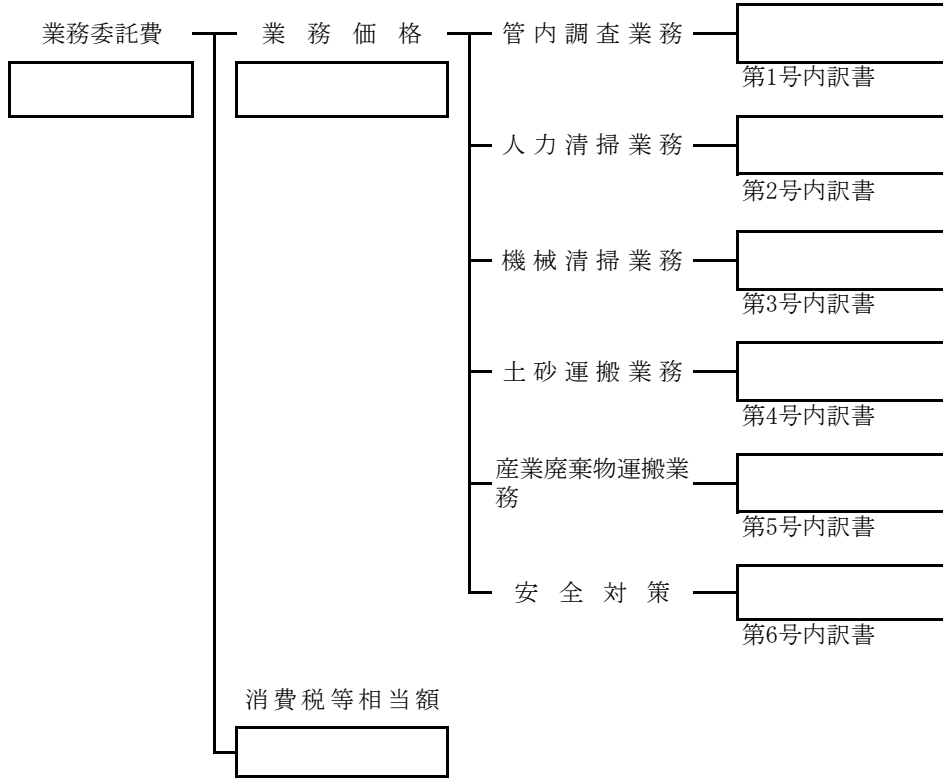 業務委託費
業務価格
管内調査業務
第1号内訳書
人力清掃業務
第2号内訳書
機械清掃業務
第3号内訳書
土砂運搬業務
第4号内訳書
産業廃棄物運搬業
務
第5号内訳書
安全対策
第6号内訳書
消費税等相当額